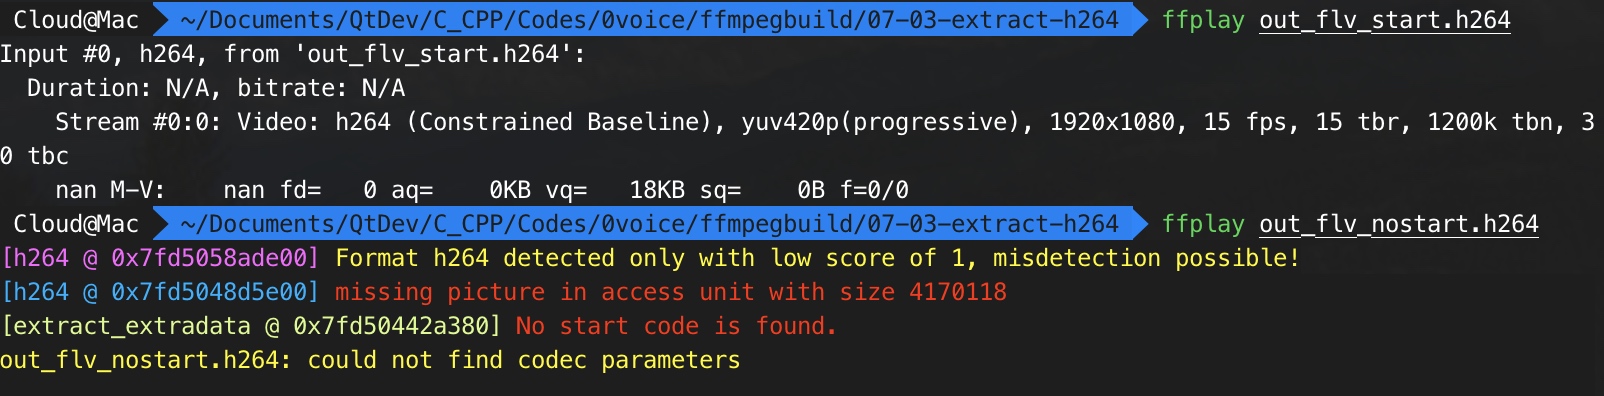 Cloud@Mac ~/Documents/QtDev/C_CPP/Codes/0voice/ffmpegbuild/07-03-extract-h264 ffplay out_flv_start.h264
Input #0, h264, from 'out_flv_start.h264':
  Duration: N/A, bitrate: N/A
    Stream #0:0: Video: h264 (Constrained Baseline), yuv420p(progressive), 1920x1080, 15 fps, 15 tbr, 1200k tbn, 3
0 tbc
    nan M-V:    nan fd=   0 aq=    0KB vq=   18KB sq=    0B f=0/0
Cloud@Mac ~/Documents/QtDev/C_CPP/Codes/0voice/ffmpegbuild/07-03-extract-h264 ffplay out_flv_nostart.h264
[h264 @ 0x7fd5058ade00] Format h264 detected only with low score of 1, misdetection possible!
[h264 @ 0x7fd5048d5e00] missing picture in access unit with size 4170118
[extract_extradata @ 0x7fd50442a380] No start code is found.
out_flv_nostart.h264: could not find codec parameters